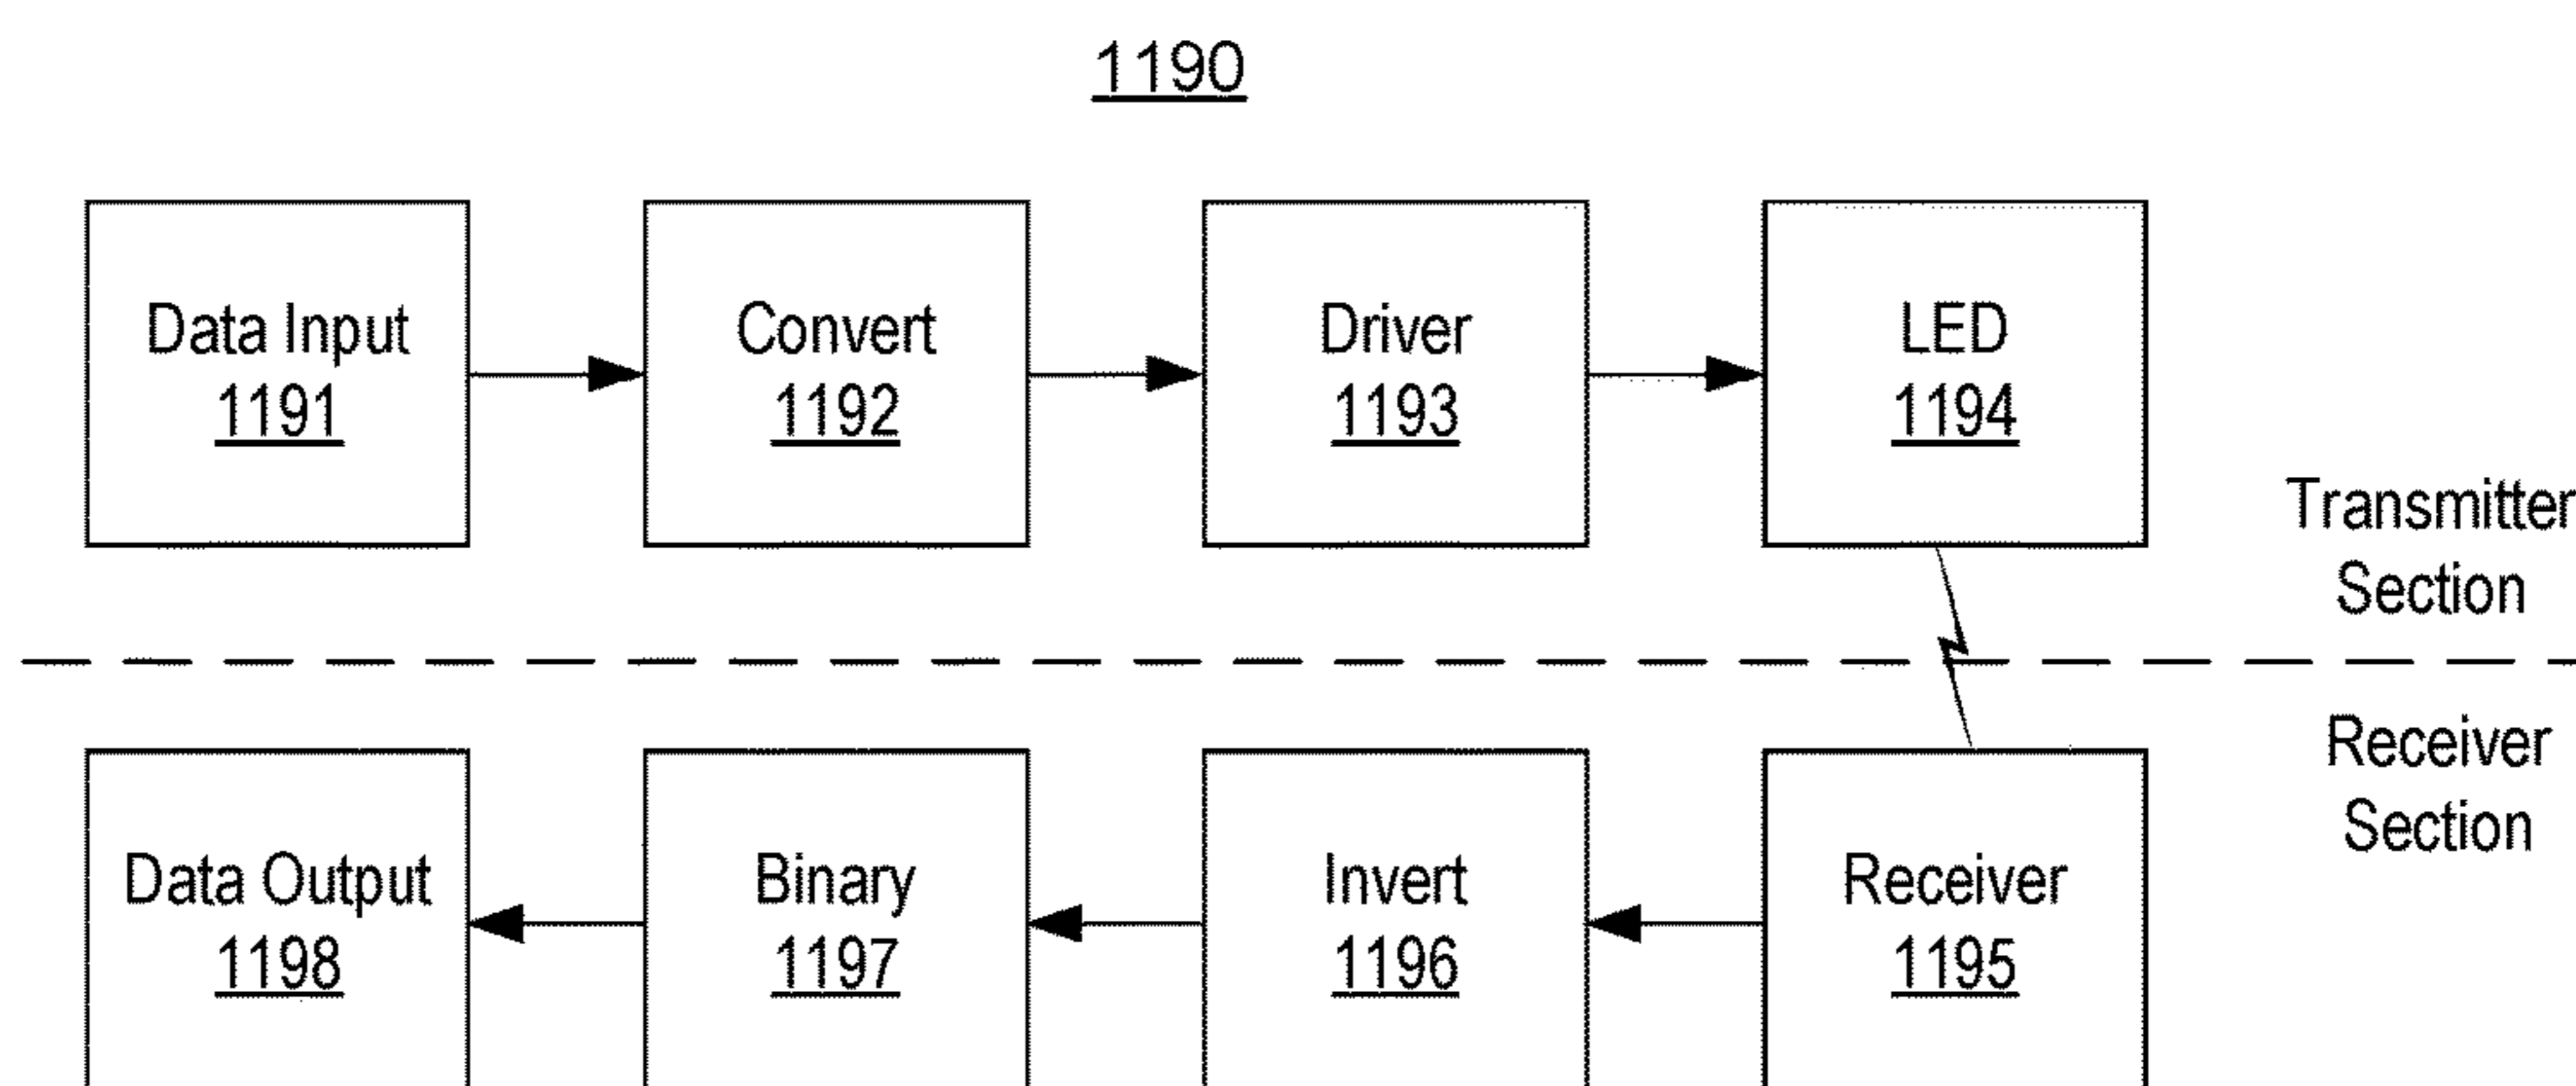 1190
Data Input
1191
Convert
1192
Driver
1193
LED
1194
Transmitter
Section
Receiver
Section
Data Output
1198
Binary
1197
Invert
1196
Receiver
1195